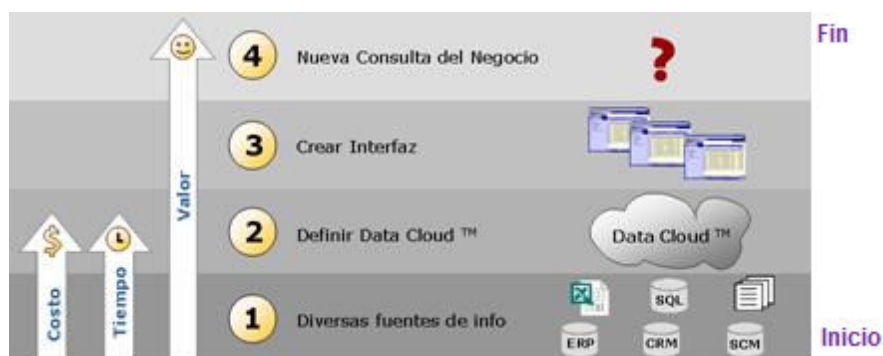 Fin
4 Nueva Consulta del Negocio ?
3 Crear Interfaz
Valor
2 Definir Data Cloud ™ Data Cloud ™
$
Costo
Tiempo
1 Diversas fuentes de info
SQL
ERP CRM SCM
Inicio